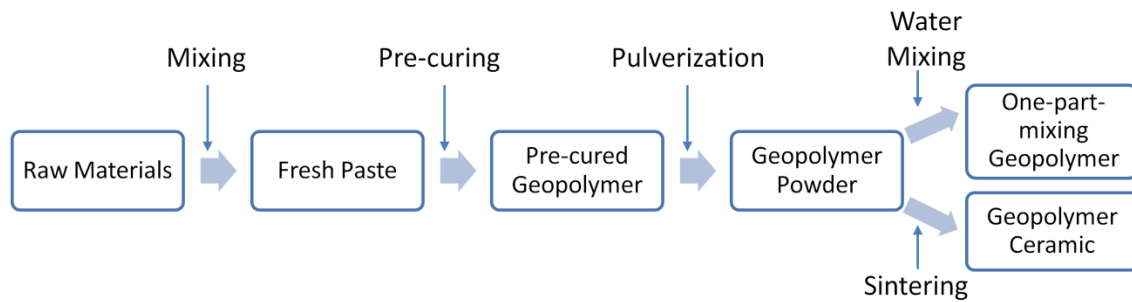 Mixing
Pre-curing
Pulverization
Water
Mixing
Raw Materials
Fresh Paste
Pre-cured
Geopolymer
Geopolymer
Powder
One-part-
mixing
Geopolymer
Geopolymer
Ceramic
Sintering